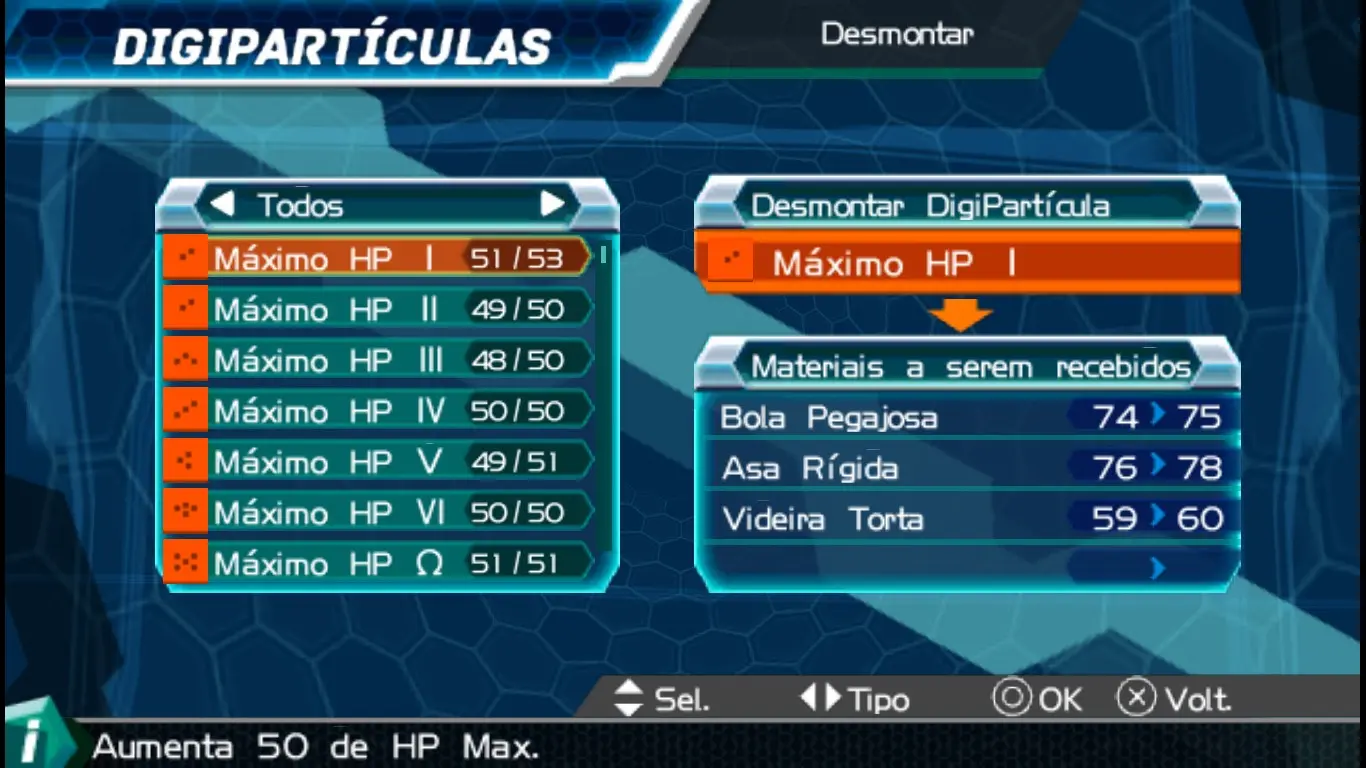 DIGIPARTÍCULAS
Desmontar
Todos
Máximo HP I 51/53
Máximo HP II 49/50
Máximo HP III 48/50
Máximo HP IV 50/50
Máximo HP V 49/51
Máximo HP VI 50/50
Máximo HP Ω 51/51
Desmontar DigiPartícula
Máximo HP I
Materiais a serem recebidos
Bola Pegajosa 74 75
Asa Rígida 76 78
Videira Torta 59 60
Sel. Tipo OK Volt.
i Aumenta 50 de HP Max.